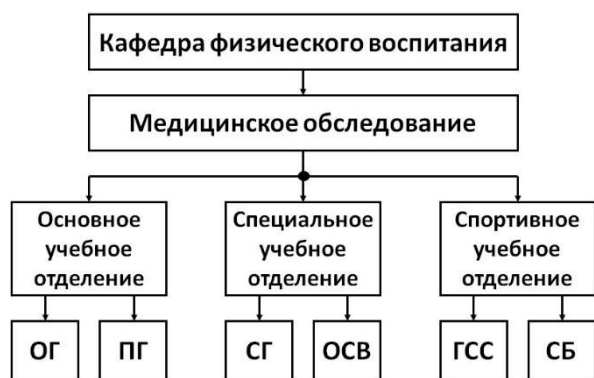 Кафедра физического воспитания
Медицинское обследование
Основное
учебное
отделение
Специальное
учебное
отделение
Спортивное
учебное
отделение
ОГ
ПГ
СГ
ОСВ
ГСС
СБ